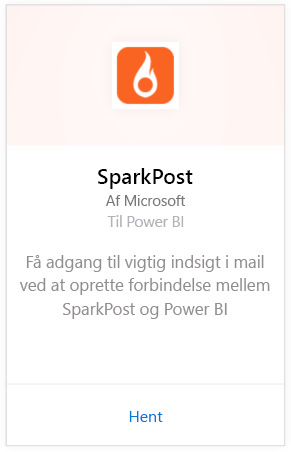 SparkPost
Af Microsoft
Til Power BI
Få adgang til vigtig indsigt i mail
ved at oprette forbindelse mellem
SparkPost og Power BI
Hent